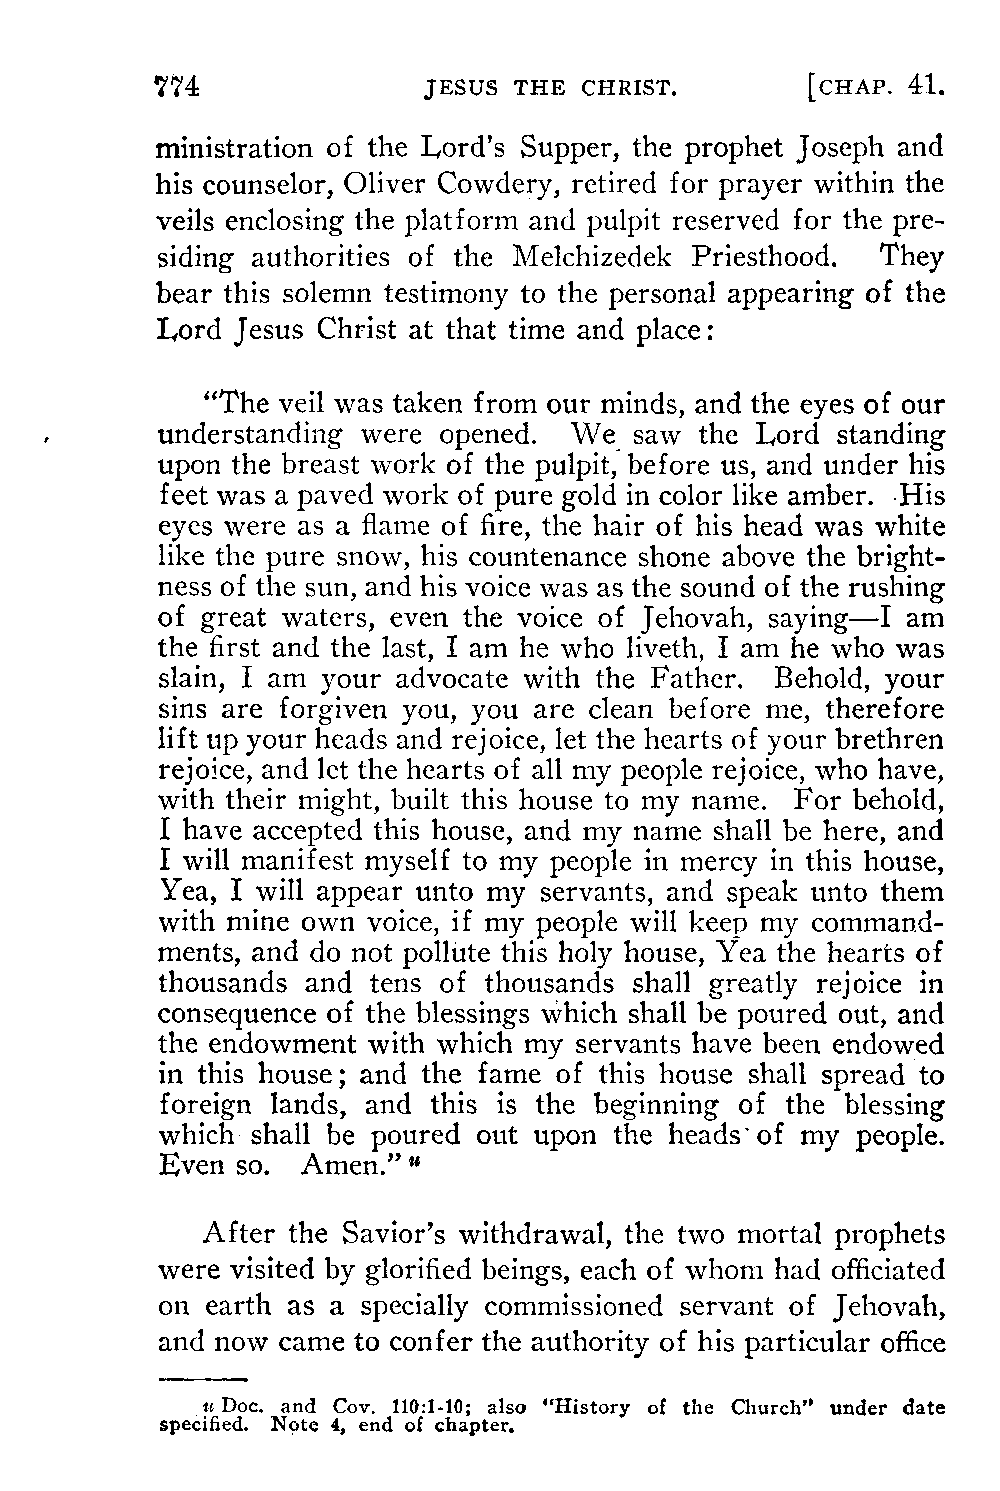 774 JESUS THE CHRIST. [CHAP. 41.
ministration of the Lord's Supper, the prophet Joseph and
his counselor, Oliver Cowdery, retired for prayer within the
veils enclosing the platform and pulpit reserved for the pre-
siding authorities of the Melchizedek Priesthood. They
bear this solemn testimony to the personal appearing of the
Lord Jesus Christ at that time and place:
"The veil was taken from our minds, and the eyes of our
understanding were opened. We saw the Lord standing
upon the breast work of the pulpit, before us, and under his
feet was a paved work of pure gold in color like amber. His
eyes were as a flame of fire, the hair of his head was white
like the pure snow, his countenance shone above the bright-
ness of the sun, and his voice was as the sound of the rushing
of great waters, even the voice of Jehovah, saying—I am
the first and the last, I am he who liveth, I am he who was
slain, I am your advocate with the Father. Behold, your
sins are forgiven you, you are clean before me, therefore
lift up your heads and rejoice, let the hearts of your brethren
rejoice, and let the hearts of all my people rejoice, who have,
with their might, built this house to my name. For behold,
I have accepted this house, and my name shall be here, and
I will manifest myself to my people in mercy in this house,
Yea, I will appear unto my servants, and speak unto them
with mine own voice, if my people will keep my command-
ments, and do not pollute this holy house, Yea the hearts of
thousands and tens of thousands shall greatly rejoice in
consequence of the blessings which shall be poured out, and
the endowment with which my servants have been endowed
in this house; and the fame of this house shall spread to
foreign lands, and this is the beginning of the blessing
which shall be poured out upon the heads of my people.
Even so. Amen." u
After the Savior's withdrawal, the two mortal prophets
were visited by glorified beings, each of whom had officiated
on earth as a specially commissioned servant of Jehovah,
and now came to confer the authority of his particular office
u Doc. and Cov. 110:1-10; also "History of the Church" under date
specified. Note 4, end of chapter.